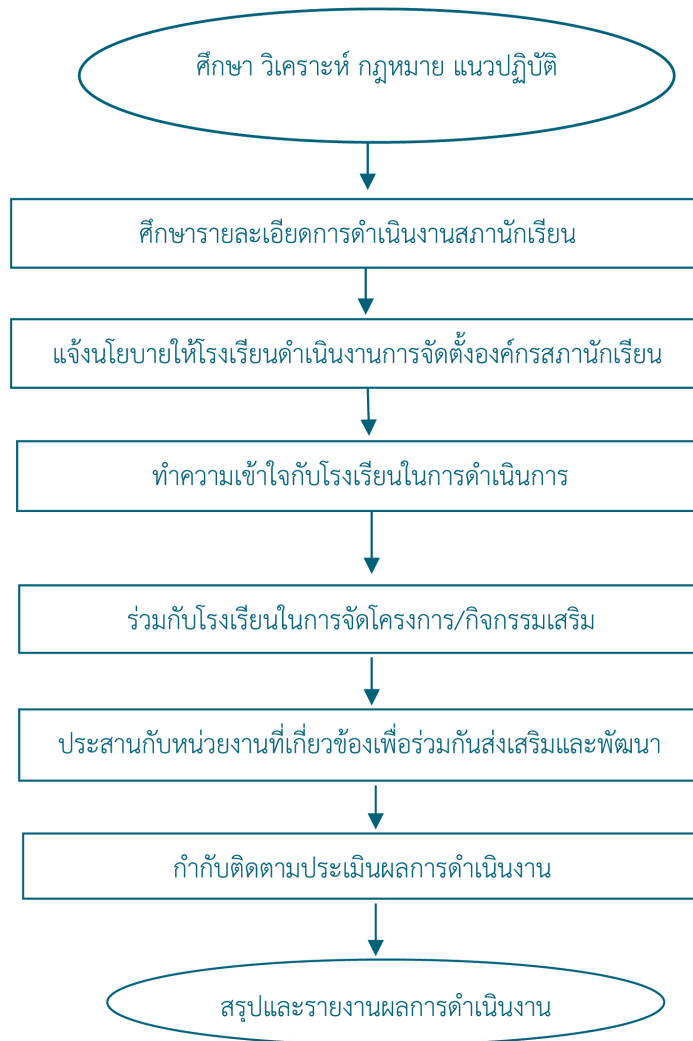 ศึกษา วิเคราะห์ กฎหมาย แนวปฏิบัติ
ศึกษารายละเอียดการดำเนินงานสภานักเรียน
แจ้งนโยบายให้โรงเรียนดำเนินงานการจัดตั้งองค์กรสภานักเรียน
ทำความเข้าใจกับโรงเรียนในการดำเนินการ
ร่วมกับโรงเรียนในการจัดโครงการ/กิจกรรมเสริม
ประสานกับหน่วยงานที่เกี่ยวข้องเพื่อร่วมกันส่งเสริมและพัฒนา
กำกับติดตามประเมินผลการดำเนินงาน
สรุปและรายงานผลการดำเนินงาน